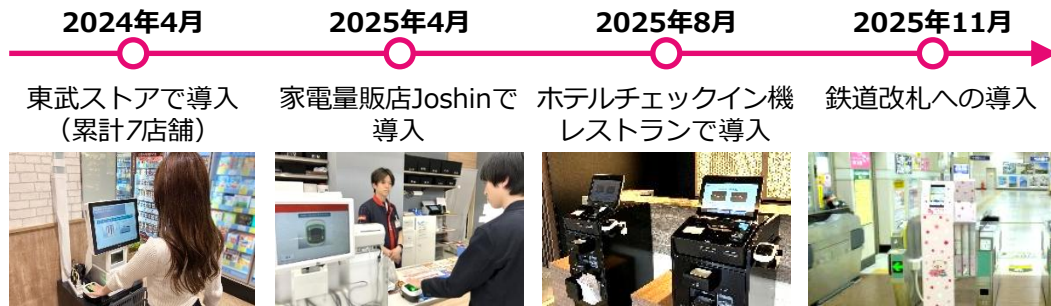 2024年4月
2025年4月
2025年8月
2025年11月
東武ストアで導入
（累計7店舗）
家電量販店Joshinで
導入
ホテルチェックイン機
レストランで導入
鉄道改札への導入